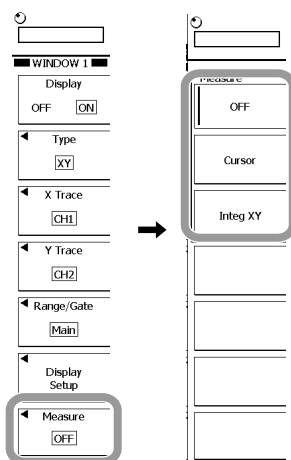 WINDOW 1
Display
OFF ON
Type
XY
X Trace
CH1
Y Trace
CH2
Range/Gate
Main
Display
Setup
Measure
OFF
Measure
OFF
Cursor
Integ XY